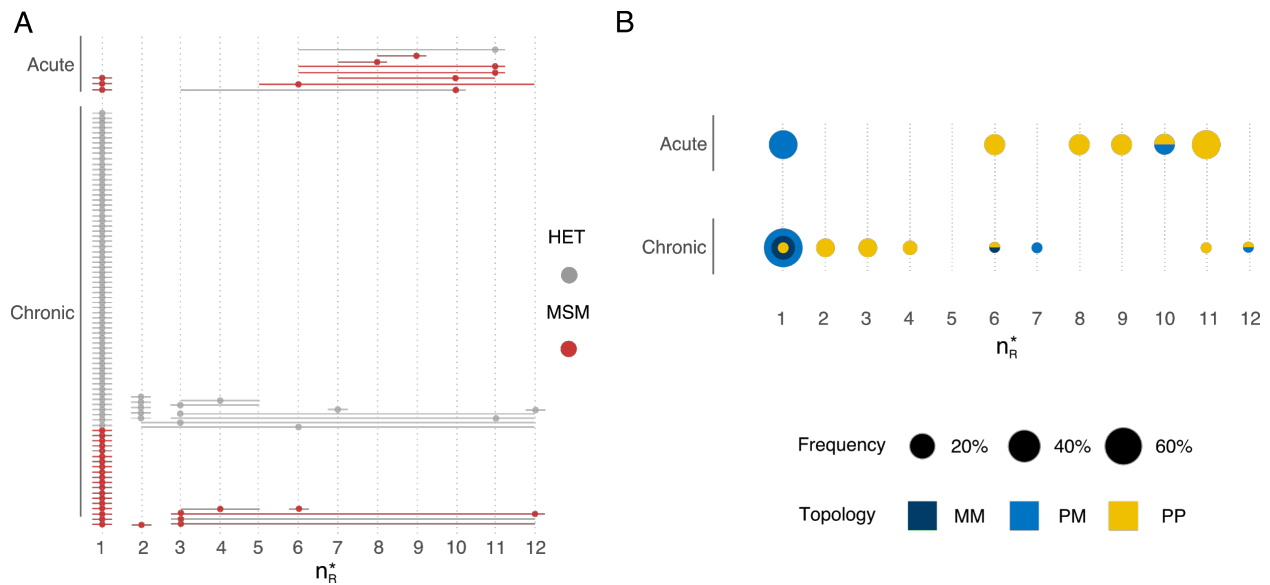 A
Acute
Chronic
HET
MSM
1 2 3 4 5 6 7 8 9 10 11 12
n*R
B
Acute
Chronic
1 2 3 4 5 6 7 8 9 10 11 12
n*R
Frequency 20% 40% 60%
Topology MM PM PP